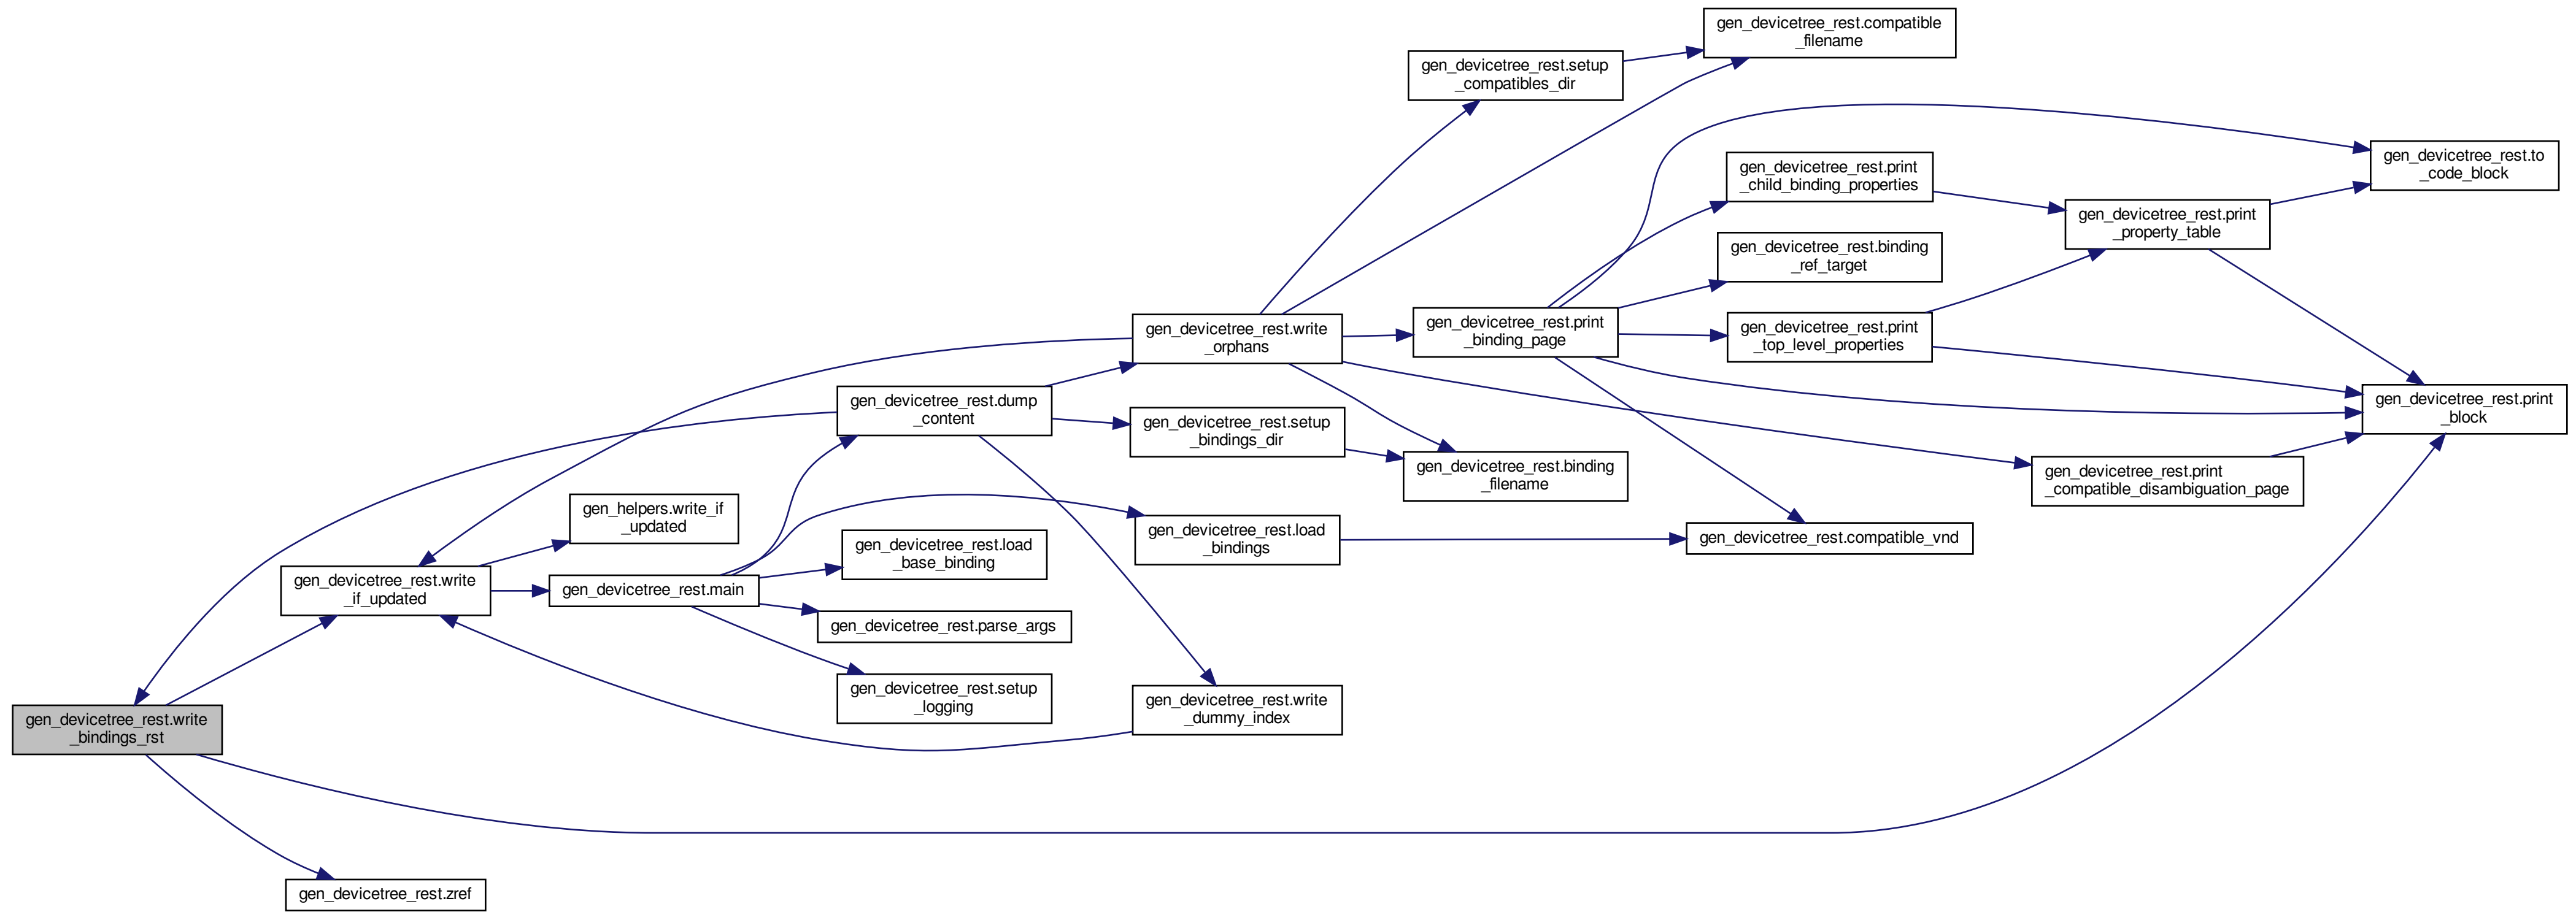 gen_devicetree_rest.write
_bindings_rst
gen_devicetree_rest.write
_if_updated
gen_devicetree_rest.zref
gen_helpers.write_if
_updated
gen_devicetree_rest.main
gen_devicetree_rest.dump
_content
gen_devicetree_rest.load
_base_binding
gen_devicetree_rest.parse_args
gen_devicetree_rest.setup
_logging
gen_devicetree_rest.write
_orphans
gen_devicetree_rest.setup
_bindings_dir
gen_devicetree_rest.load
_bindings
gen_devicetree_rest.write
_dummy_index
gen_devicetree_rest.setup
_compatibles_dir
gen_devicetree_rest.print
_binding_page
gen_devicetree_rest.binding
_filename
gen_devicetree_rest.compatible
_filename
gen_devicetree_rest.print
_child_binding_properties
gen_devicetree_rest.binding
_ref_target
gen_devicetree_rest.print
_top_level_properties
gen_devicetree_rest.compatible_vnd
gen_devicetree_rest.print
_property_table
gen_devicetree_rest.print
_compatible_disambiguation_page
gen_devicetree_rest.to
_code_block
gen_devicetree_rest.print
_block